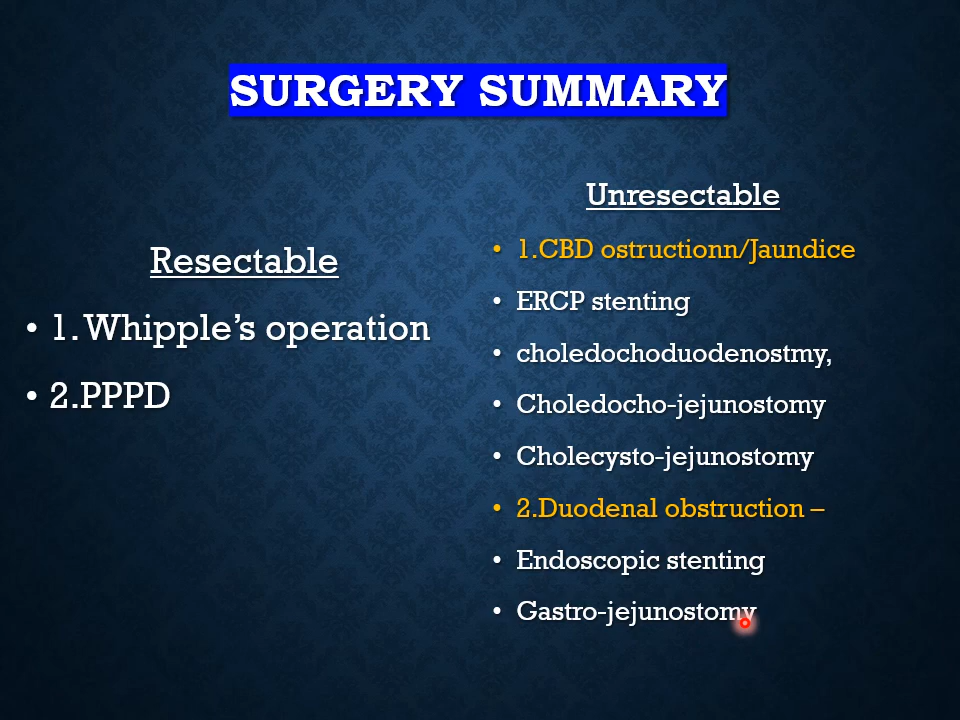 SURGERY SUMMARY
Resectable
• 1. Whipple’s operation
• 2.PPPD
Unresectable
• 1.CBD ostructionn/Jaundice
• ERCP stenting
• choledochoduodenostmy,
• Choledocho-jejunostomy
• Cholecysto-jejunostomy
• 2.Duodenal obstruction –
• Endoscopic stenting
• Gastro-jejunostomy